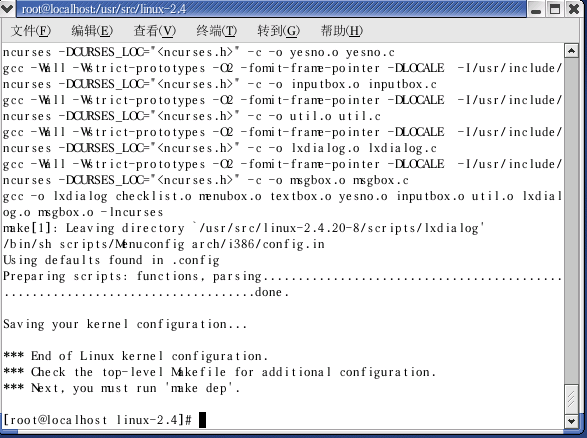 root@localhost:/usr/src/linux-2.4
文件(F) 编辑(E) 查看(V) 终端(T) 转到(G) 帮助(H)
ncurses -DCURSES_LOC="<ncurses.h>" -c -o yesno.o yesno.c
gcc -Wall -Wstrict-prototypes -O2 -fomit-frame-pointer -DLOCALE  -I/usr/include/
ncurses -DCURSES_LOC="<ncurses.h>" -c -o inputbox.o inputbox.c
gcc -Wall -Wstrict-prototypes -O2 -fomit-frame-pointer -DLOCALE  -I/usr/include/
ncurses -DCURSES_LOC="<ncurses.h>" -c -o util.o util.c
gcc -Wall -Wstrict-prototypes -O2 -fomit-frame-pointer -DLOCALE  -I/usr/include/
ncurses -DCURSES_LOC="<ncurses.h>" -c -o lxdialog.o lxdialog.c
gcc -Wall -Wstrict-prototypes -O2 -fomit-frame-pointer -DLOCALE  -I/usr/include/
ncurses -DCURSES_LOC="<ncurses.h>" -c -o msgbox.o msgbox.c
gcc -o lxdialog checklist.o menubox.o textbox.o yesno.o inputbox.o util.o lxdial
og.o msgbox.o -lncurses
make[1]: Leaving directory `/usr/src/linux-2.4.20-8/scripts/lxdialog'
/bin/sh scripts/Menuconfig arch/i386/config.in
Using defaults found in .config
Preparing scripts: functions, parsing...........................................
....................................done.
Saving your kernel configuration...
*** End of Linux kernel configuration.
*** Check the top-level Makefile for additional configuration.
*** Next, you must run 'make dep'.
[root@localhost linux-2.4]#